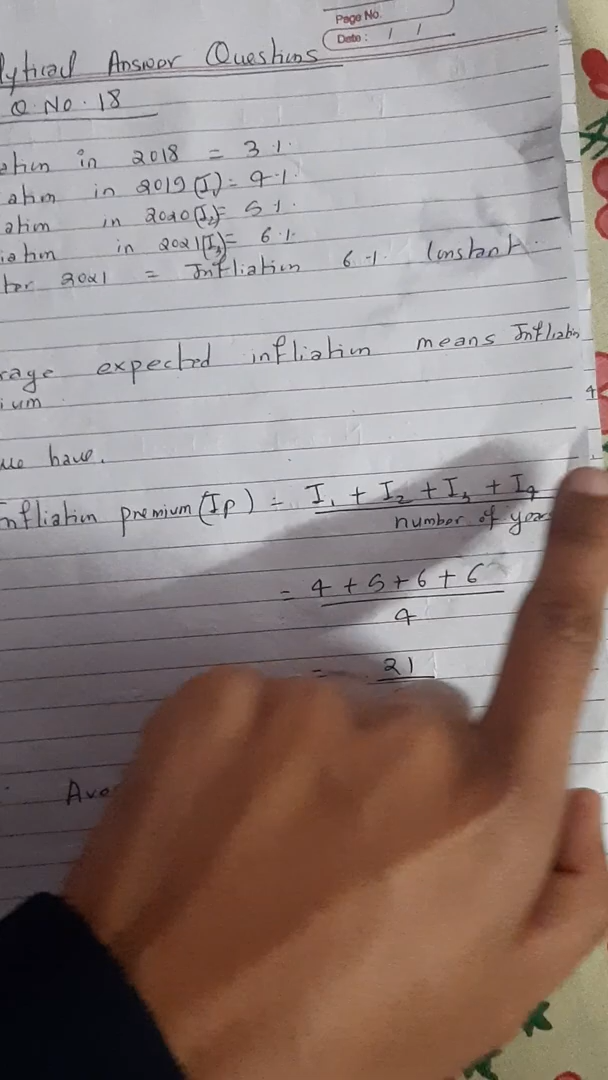 Page No.
Date: / /
lytical Answer Questions
Q. No. 18
ation in 2018 = 3%.
ation in 2019 (I₁) = 4%.
ation in 2020 (I₂) = 5%.
iation in 2021 (I₃) = 6%.
ter 2021 = Infliation 6% Constant.
rage expected infliation means Infliation
ium
we have.
nfliation premium (IP) = I₁ + I₂ + I₃ + I₄
number of years
= 4 + 5 + 6 + 6
4
= 21
Ave